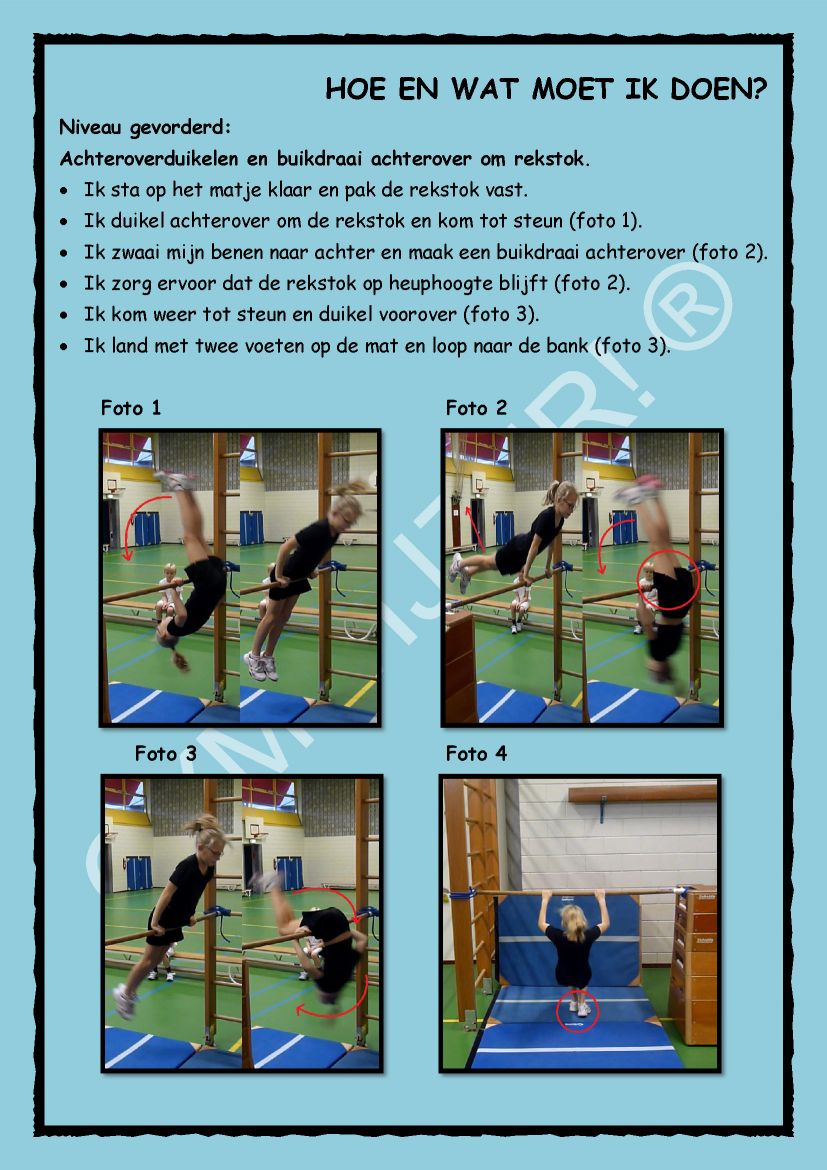 HOE EN WAT MOET IK DOEN?
Niveau gevorderd:
Achteroverduikelen en buikdraai achterover om rekstok.
• Ik sta op het matje klaar en pak de rekstok vast.
• Ik duikel achterover om de rekstok en kom tot steun (foto 1).
• Ik zwaai mijn benen naar achter en maak een buikdraai achterover (foto 2).
• Ik zorg ervoor dat de rekstok op heuphoogte blijft (foto 2).
• Ik kom weer tot steun en duikel voorover (foto 3).
• Ik land met twee voeten op de mat en loop naar de bank (foto 3).
Foto 1
Foto 2
Foto 3
Foto 4